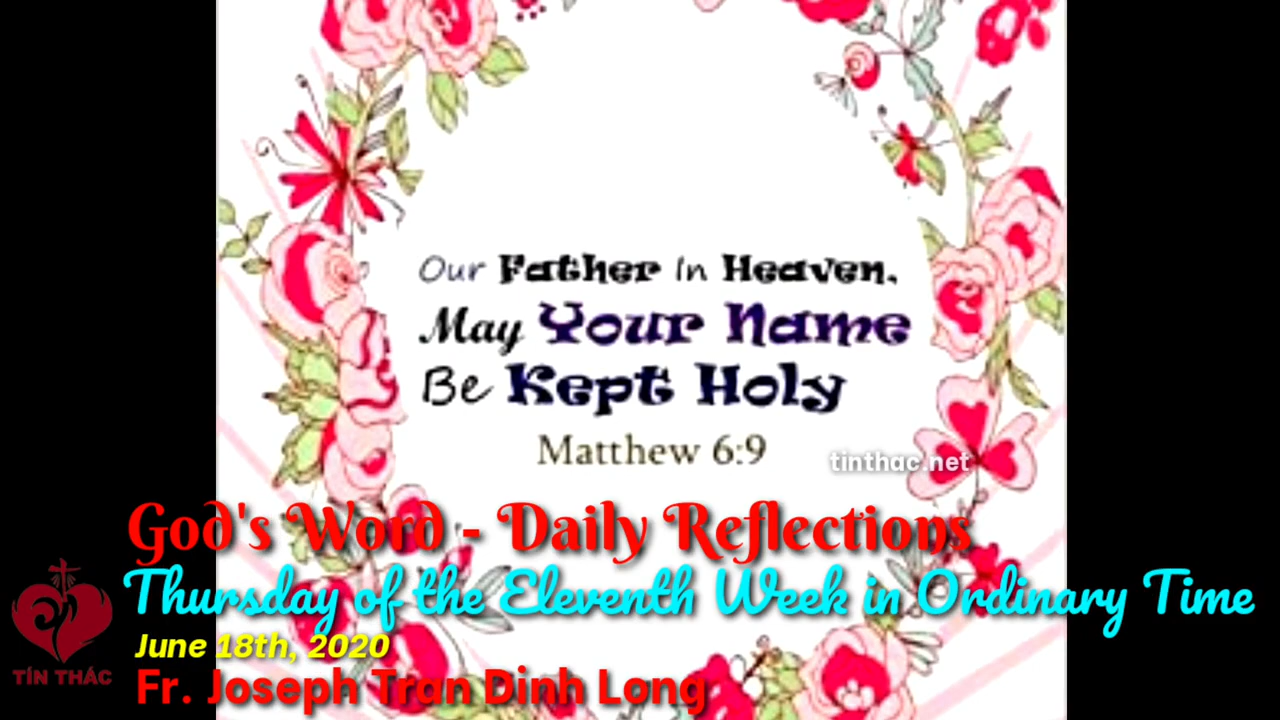 Our Father In Heaven,
May Your Name
Be Kept Holy
Matthew 6:9
tinthac.net
God's Word - Daily Reflections
Thursday of the Eleventh Week in Ordinary Time
June 18th, 2020
TÍN THÁC
Fr. Joseph Tran Dinh Long